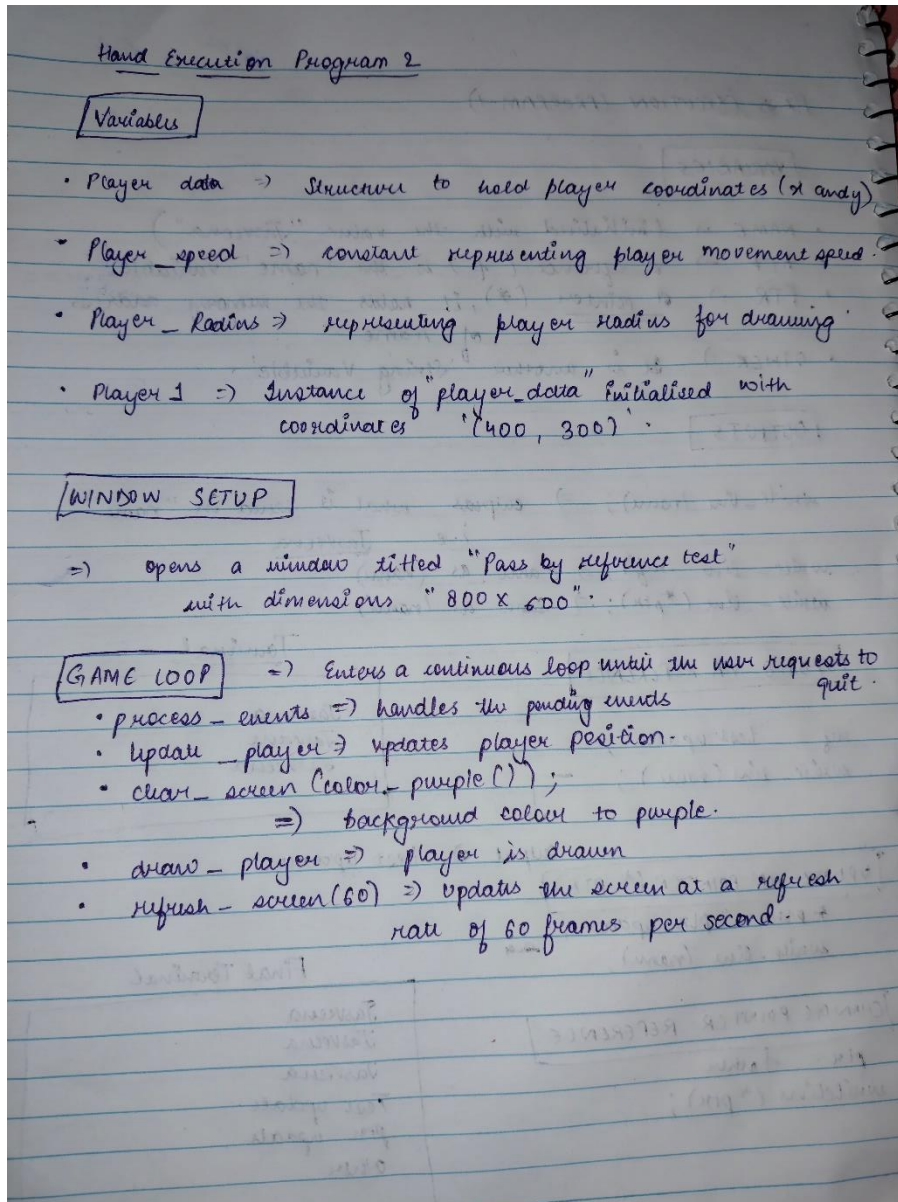 Hand Execution Program 2
Variables
• Player data => Structure to hold player coordinates (x and y)
• Player_speed => constant representing player movement speed.
• Player_Radius => representing player radius for drawing
• Player 1 => Instance of "player_data" initialised with
coordinates '(400, 300)'.
WINDOW SETUP
=> opens a window titled "Pass by reference test"
with dimensions "800 x 600".
GAME LOOP => Enters a continuous loop until the user requests to
quit.
• process_events => handles the pending events
• Update_player => updates player position.
• clear_screen (color_purple());
=> background colour to purple.
• draw_player => player is drawn
• refresh_screen(60) => updates the screen at a refresh
rate of 60 frames per second.